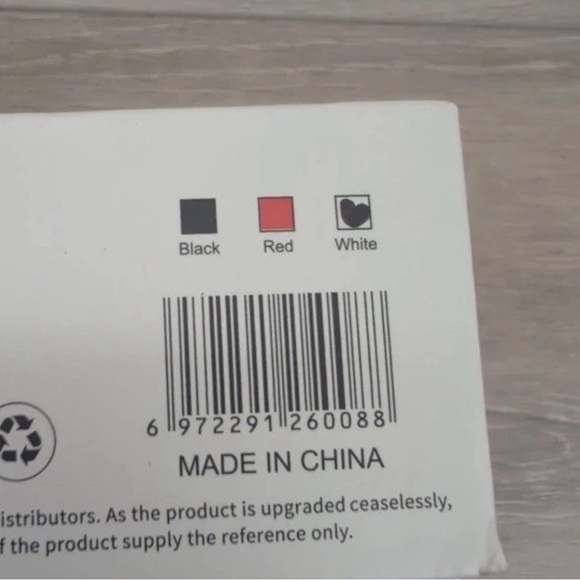 Black Red White
6 972291 260088
MADE IN CHINA
istributors. As the product is upgraded ceaselessly,
f the product supply the reference only.